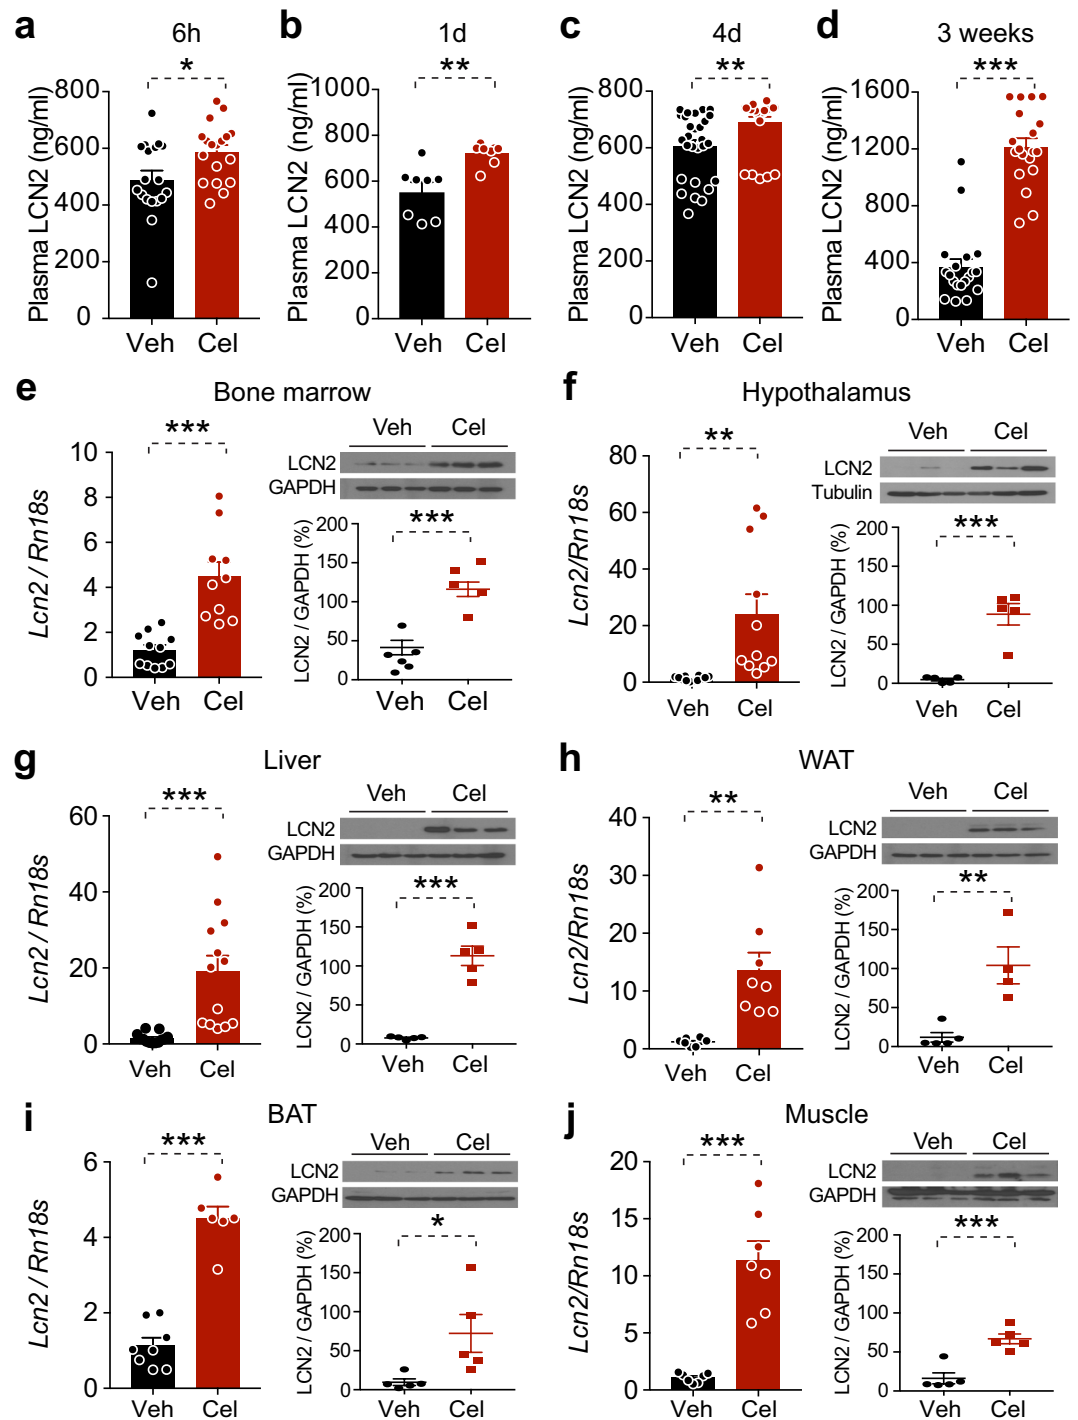 a
6h
*
Plasma LCN2 (ng/ml)
800
600
400
200
0
Veh Cel
b
1d
**
Plasma LCN2 (ng/ml)
1000
800
600
400
200
0
Veh Cel
c
4d
**
Plasma LCN2 (ng/ml)
800
600
400
200
0
Veh Cel
d
3 weeks
***
Plasma LCN2 (ng/ml)
1600
1200
800
400
0
Veh Cel
e
Bone marrow
***
Lcn2 / Rn18s
10
8
6
4
2
0
Veh Cel
Veh Cel
LCN2
GAPDH
***
LCN2 / GAPDH (%)
200
150
100
50
0
Veh Cel
f
Hypothalamus
**
Lcn2/Rn18s
80
60
40
20
0
Veh Cel
Veh Cel
LCN2
Tubulin
***
LCN2 / GAPDH (%)
200
150
100
50
0
Veh Cel
g
Liver
***
Lcn2 / Rn18s
60
40
20
0
Veh Cel
Veh Cel
LCN2
GAPDH
***
LCN2 / GAPDH (%)
200
150
100
50
0
Veh Cel
h
WAT
**
Lcn2/Rn18s
40
30
20
10
0
Veh Cel
Veh Cel
LCN2
GAPDH
**
LCN2 / GAPDH (%)
200
150
100
50
0
Veh Cel
i
BAT
***
Lcn2 / Rn18s
6
4
2
0
Veh Cel
Veh Cel
LCN2
GAPDH
*
LCN2 / GAPDH (%)
200
150
100
50
0
Veh Cel
j
Muscle
***
Lcn2/Rn18s
20
15
10
5
0
Veh Cel
Veh Cel
LCN2
GAPDH
***
LCN2 / GAPDH (%)
200
150
100
50
0
Veh Cel